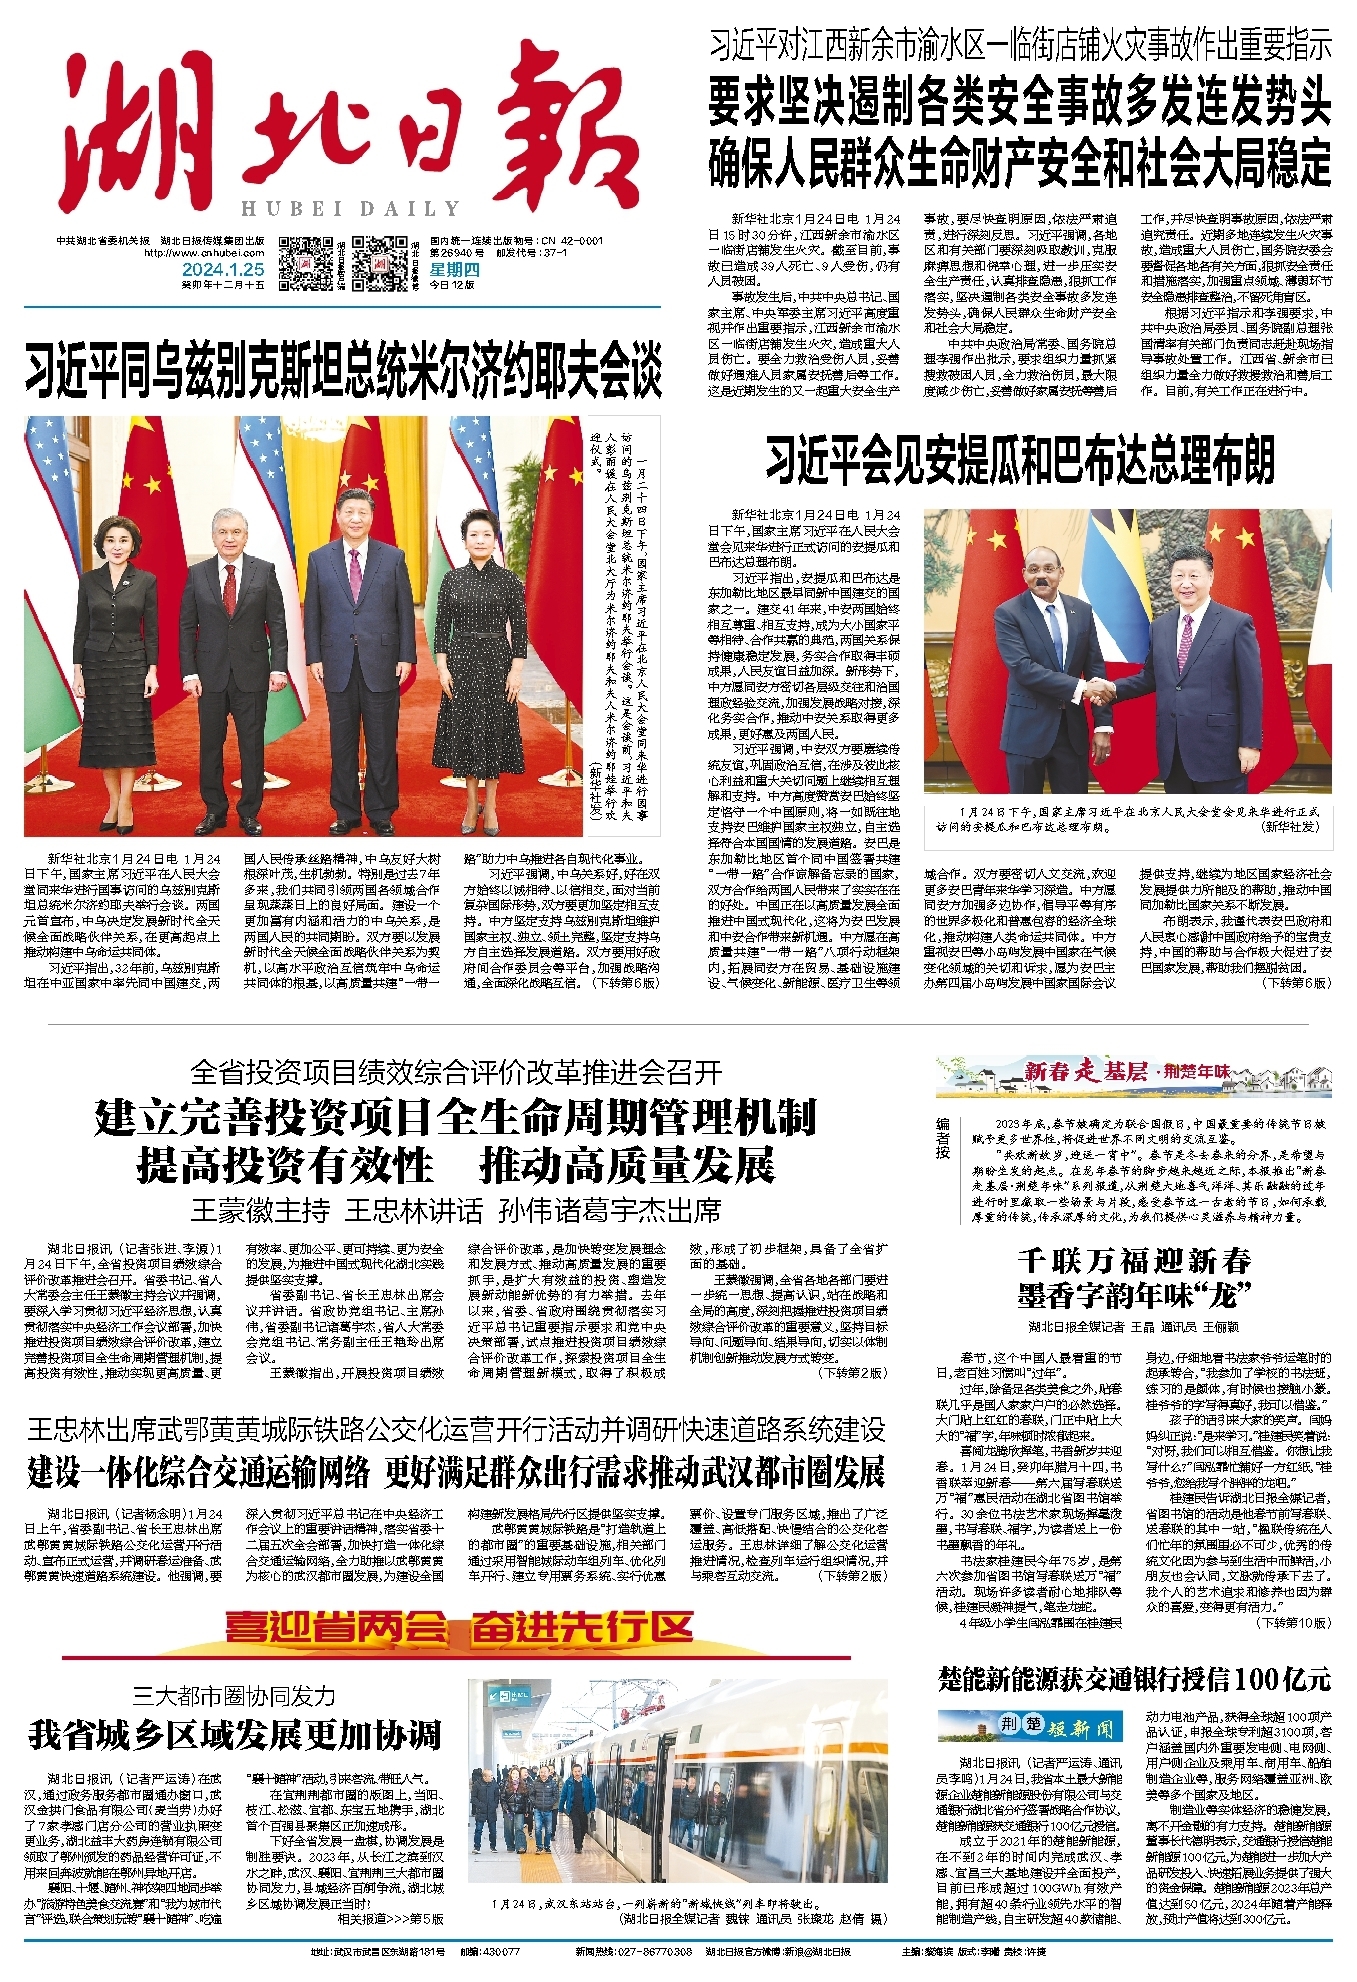 湖北日報
HUBEI DAILY
中共湖北省委机关报 湖北日报传媒集团出版
http://www.cnhubei.com
2024.1.25
癸卯年十二月十五
国内统一连续出版物号：CN 42-0001
第26940号 邮发代号：37-1
星期四
今日12版
习近平对江西新余市渝水区一临街店铺火灾事故作出重要指示
要求坚决遏制各类安全事故多发连发势头
确保人民群众生命财产安全和社会大局稳定
新华社北京1月24日电 1月24
日15时30分许，江西新余市渝水区
一临街店铺发生火灾。截至目前，事
故已造成39人死亡、9人受伤，仍有
人员被困。
事故发生后，中共中央总书记、国
家主席、中央军委主席习近平高度重
视并作出重要指示，江西新余市渝水
区一临街店铺发生火灾，造成重大人
员伤亡。要全力救治受伤人员，妥善
做好遇难人员家属安抚善后等工作。
这是近期发生的又一起重大安全生产
事故，要尽快查明原因，依法严肃追
责，进行深刻反思。习近平强调，各地
区和有关部门要深刻吸取教训，克服
麻痹思想和侥幸心理，进一步压实安
全生产责任，认真排查隐患，狠抓工作
落实，坚决遏制各类安全事故多发连
发势头，确保人民群众生命财产安全
和社会大局稳定。
中共中央政治局常委、国务院总
理李强作出批示，要求组织力量抓紧
搜救被困人员，全力救治伤员，最大限
度减少伤亡，妥善做好家属安抚等善后
工作，并尽快查明事故原因，依法严肃
追究责任。近期多地连续发生火灾事
故，造成重大人员伤亡，国务院安委会
要督促各地各有关方面，狠抓安全责任
和措施落实，加强重点领域、薄弱环节
安全隐患排查整治，不留死角盲区。
根据习近平指示和李强要求，中
共中央政治局委员、国务院副总理张
国清率有关部门负责同志赶赴现场指
导事故处置工作。江西省、新余市已
组织力量全力做好救援救治和善后工
作。目前，有关工作正在进行中。
习近平同乌兹别克斯坦总统米尔济约耶夫会谈
一月二十四日下午，国家主席习近平在北京人民大会堂同来华进行国事
访问的乌兹别克斯坦总统米尔济约耶夫举行会谈。这是会谈前，习近平和夫
人彭丽媛在人民大会堂北大厅为米尔济约耶夫和夫人米尔济约耶娃举行欢
迎仪式。
（新华社发）
新华社北京1月24日电 1月24
日下午，国家主席习近平在人民大会
堂同来华进行国事访问的乌兹别克斯
坦总统米尔济约耶夫举行会谈。两国
元首宣布，中乌决定发展新时代全天
候全面战略伙伴关系，在更高起点上
推动构建中乌命运共同体。
习近平指出，32年前，乌兹别克斯
坦在中亚国家中率先同中国建交，两
国人民传承丝路精神，中乌友好大树
根深叶茂，生机勃勃。特别是过去7年
多来，我们共同引领两国各领域合作
呈现蒸蒸日上的良好局面。建设一个
更加富有内涵和活力的中乌关系，是
两国人民的共同期盼。双方要以发展
新时代全天候全面战略伙伴关系为契
机，以高水平政治互信筑牢中乌命运
共同体的根基，以高质量共建“一带一
路”助力中乌推进各自现代化事业。
习近平强调，中乌关系好，好在双
方始终以诚相待、以信相交，面对当前
复杂国际形势，双方要更加坚定相互支
持。中方坚定支持乌兹别克斯坦维护
国家主权、独立、领土完整，坚定支持乌
方自主选择发展道路。双方要用好政
府间合作委员会等平台，加强战略沟
通，全面深化战略互信。（下转第6版）
习近平会见安提瓜和巴布达总理布朗
新华社北京1月24日电 1月24
日下午，国家主席习近平在人民大会
堂会见来华进行正式访问的安提瓜和
巴布达总理布朗。
习近平指出，安提瓜和巴布达是
东加勒比地区最早同新中国建交的国
家之一。建交41年来，中安两国始终
相互尊重、相互支持，成为大小国家平
等相待、合作共赢的典范，两国关系保
持健康稳定发展，务实合作取得丰硕
成果，人民友谊日益加深。新形势下，
中方愿同安方密切各层级交往和治国
理政经验交流，加强发展战略对接，深
化务实合作，推动中安关系取得更多
成果，更好惠及两国人民。
习近平强调，中安双方要赓续传
统友谊，巩固政治互信，在涉及彼此核
心利益和重大关切问题上继续相互理
解和支持。中方高度赞赏安巴始终坚
定恪守一个中国原则，将一如既往地
支持安巴维护国家主权独立，自主选
择符合本国国情的发展道路。安巴是
东加勒比地区首个同中国签署共建
“一带一路”合作谅解备忘录的国家，
双方合作给两国人民带来了实实在在
的好处。中国正在以高质量发展全面
推进中国式现代化，这将为安巴发展
和中安合作带来新机遇。中方愿在高
质量共建“一带一路”八项行动框架
内，拓展同安方在贸易、基础设施建
设、气候变化、新能源、医疗卫生等领
1月24日下午，国家主席习近平在北京人民大会堂会见来华进行正式
访问的安提瓜和巴布达总理布朗。 （新华社发）
域合作。双方要密切人文交流，欢迎
更多安巴青年来华学习深造。中方愿
同安方加强多边协作，倡导平等有序
的世界多极化和普惠包容的经济全球
化，推动构建人类命运共同体。中方
重视安巴等小岛屿发展中国家在气候
变化领域的关切和诉求，愿为安巴主
办第四届小岛屿发展中国家国际会议
提供支持，继续为地区国家经济社会
发展提供力所能及的帮助，推动中国
同加勒比国家关系不断发展。
布朗表示，我谨代表安巴政府和
人民衷心感谢中国政府给予的宝贵支
持，中国的帮助与合作极大促进了安
巴国家发展，帮助我们摆脱贫困。
（下转第6版）
全省投资项目绩效综合评价改革推进会召开
建立完善投资项目全生命周期管理机制
提高投资有效性 推动高质量发展
王蒙徽主持 王忠林讲话 孙伟诸葛宇杰出席
湖北日报讯（记者张进、李源）1
月24日下午，全省投资项目绩效综合
评价改革推进会召开。省委书记、省人
大常委会主任王蒙徽主持会议并强调，
要深入学习贯彻习近平经济思想，认真
贯彻落实中央经济工作会议部署，加快
推进投资项目绩效综合评价改革，建立
完善投资项目全生命周期管理机制，提
高投资有效性，推动实现更高质量、更
有效率、更加公平、更可持续、更为安全
的发展，为推进中国式现代化湖北实践
提供坚实支撑。
省委副书记、省长王忠林出席会
议并讲话。省政协党组书记、主席孙
伟，省委副书记诸葛宇杰，省人大常委
会党组书记、常务副主任王艳玲出席
会议。
王蒙徽指出，开展投资项目绩效
综合评价改革，是加快转变发展理念
和发展方式、推动高质量发展的重要
抓手，是扩大有效益的投资、塑造发
展新动能新优势的有力举措。去年
以来，省委、省政府围绕贯彻落实习
近平总书记重要指示要求和党中央
决策部署，试点推进投资项目绩效综
合评价改革工作，探索投资项目全生
命周期管理新模式，取得了积极成
效，形成了初步框架，具备了全省扩
面的基础。
王蒙徽强调，全省各地各部门要进
一步统一思想、提高认识，站在战略和
全局的高度，深刻把握推进投资项目绩
效综合评价改革的重要意义，坚持目标
导向、问题导向、结果导向，切实以体制
机制创新推动发展方式转变。
（下转第2版）
王忠林出席武鄂黄黄城际铁路公交化运营开行活动并调研快速道路系统建设
建设一体化综合交通运输网络 更好满足群众出行需求推动武汉都市圈发展
湖北日报讯（记者杨念明）1月24
日上午，省委副书记、省长王忠林出席
武鄂黄黄城际铁路公交化运营开行活
动、宣布正式运营，并调研春运准备、武
鄂黄黄快速道路系统建设。他强调，要
深入贯彻习近平总书记在中央经济工
作会议上的重要讲话精神，落实省委十
二届五次全会部署，加快打造一体化综
合交通运输网络，全力助推以武鄂黄黄
为核心的武汉都市圈发展，为建设全国
构建新发展格局先行区提供坚实支撑。
武鄂黄黄城际铁路是“打造轨道上
的都市圈”的重要基础设施，相关部门
通过采用智能城际动车组列车、优化列
车开行、建立专用票务系统、实行优惠
票价、设置专门服务区域，推出了广泛
覆盖、高低搭配、快慢结合的公交化客
运服务。王忠林详细了解公交化运营
推进情况，检查列车运行组织情况，并
与乘客互动交流。 （下转第2版）
喜迎省两会 奋进先行区
三大都市圈协同发力
我省城乡区域发展更加协调
湖北日报讯（记者严运涛）在武
汉，通过政务服务都市圈通办窗口，武
汉金拱门食品有限公司（麦当劳）办好
了7家孝感门店分公司的营业执照变
更业务，湖北益丰大药房连锁有限公司
领取了鄂州颁发的药品经营许可证，不
用来回奔波就能在鄂州异地开店。
襄阳、十堰、随州、神农架四地同步举
办“旅游特色美食交流赛”和“我为城市代
言”评选，联合策划玩转“襄十随神”、吃遍
“襄十随神”活动，引来客流、带旺人气。
在宜荆荆都市圈的版图上，当阳、
枝江、松滋、宜都、东宝五地携手，湖北
首个百强县聚集区正加速成形。
下好全省发展一盘棋，协调发展是
制胜要诀。2023年，从长江之滨到汉
水之畔，武汉、襄阳、宜荆荆三大都市圈
协同发力，县域经济百舸争流，湖北城
乡区域协调发展正当时！
相关报道>>>第5版
1月24日，武汉东站站台，一列崭新的“新城快线”列车即将驶出。
（湖北日报全媒记者 魏铼 通讯员 张璨龙 赵倩 摄）
新春走基层·荆楚年味
编者按
2023年底，春节被确定为联合国假日，中国最重要的传统节日被
赋予更多世界性，将促进世界不同文明的交流互鉴。
“共欢新故岁，迎送一宵中”。春节是冬去春来的分界，是希望与
期盼生发的起点。在龙年春节的脚步越来越近之际，本报推出“新春
走基层·荆楚年味”系列报道，从荆楚大地喜气洋洋、其乐融融的过年
进行时里撷取一些场景与片段，感受春节这一古老的节日，如何承载
厚重的传统，传承深厚的文化，为我们提供心灵滋养与精神力量。
千联万福迎新春
墨香字韵年味“龙”
湖北日报全媒记者 王晶 通讯员 王俪颖
春节，这个中国人最看重的节
日，老百姓习惯叫“过年”。
过年，除备足各类美食之外，贴春
联几乎是国人家家户户的必然选择。
大门贴上红红的春联，门正中贴上大
大的“福”字，年味顿时浓郁起来。
喜闻龙腾欣挥笔，书香新岁共迎
春。1月24日，癸卯年腊月十四，书
香联萃迎新春——第六届写春联送
万“福”惠民活动在湖北省图书馆举
行。30余位书法艺术家现场挥毫泼
墨，书写春联、福字，为读者送上一份
书墨飘香的年礼。
书法家桂建民今年75岁，是第
六次参加省图书馆写春联送万“福”
活动。现场许多读者耐心地排队等
候，桂建民凝神提气，笔走龙蛇。
4年级小学生闫泓霏围在桂建民
身边，仔细地看书法家爷爷运笔时的
起承转合，“我参加了学校的书法班，
练习的是颜体，有时候也接触小篆。
桂爷爷的字写得真好，我可以借鉴。”
孩子的话引来大家的笑声。闫妈
妈纠正说：“是来学习。”桂建民笑着说：
“对呀，我们可以相互借鉴。你想让我
写什么？”闫泓霏忙铺好一方红纸，“桂
爷爷，您给我写个胖胖的龙吧。”
桂建民告诉湖北日报全媒记者，
省图书馆的活动是他春节前写春联、
送春联的其中一站，“楹联传统在人
们忙年的氛围里必不可少，优秀的传
统文化因为参与到生活中而鲜活，小
朋友也会认同，文脉就传承下去了。
我个人的艺术追求和修养也因为群
众的喜爱，变得更有活力。”
（下转第10版）
楚能新能源获交通银行授信100亿元
荆楚短新闻
湖北日报讯（记者严运涛、通讯
员李鸣）1月24日，我省本土最大新能
源企业楚能新能源股份有限公司与交
通银行湖北省分行签署战略合作协议，
楚能新能源获交通银行100亿元授信。
成立于2021年的楚能新能源，
在不到2年的时间内完成武汉、孝
感、宜昌三大基地建设并全面投产，
目前已形成超过100GWh有效产
能，拥有超40条行业领先水平的智
能制造产线，自主研发超40款储能、
动力电池产品，获得全球超100项产
品认证，申报全球专利超3100项，客
户涵盖国内外重要发电侧、电网侧、
用户侧企业及乘用车、商用车、船舶
制造企业等，服务网络覆盖亚洲、欧
美等多个国家及地区。
制造业等实体经济的稳健发展，
离不开金融的有力支持。楚能新能源
董事长代德明表示，交通银行授信楚能
新能源100亿元，为楚能进一步加大产
品研发投入、快速拓展业务提供了强大
的资金保障。楚能新能源2023年总产
值达到50亿元，2024年随着产能释
放，预计产值将达到300亿元。
地址：武汉市武昌区东湖路181号 邮编：430077 新闻热线：027-86770308 湖北日报官方微博：新浪@湖北日报 主编：蔡海滨 版式：李曦 责校：许捷